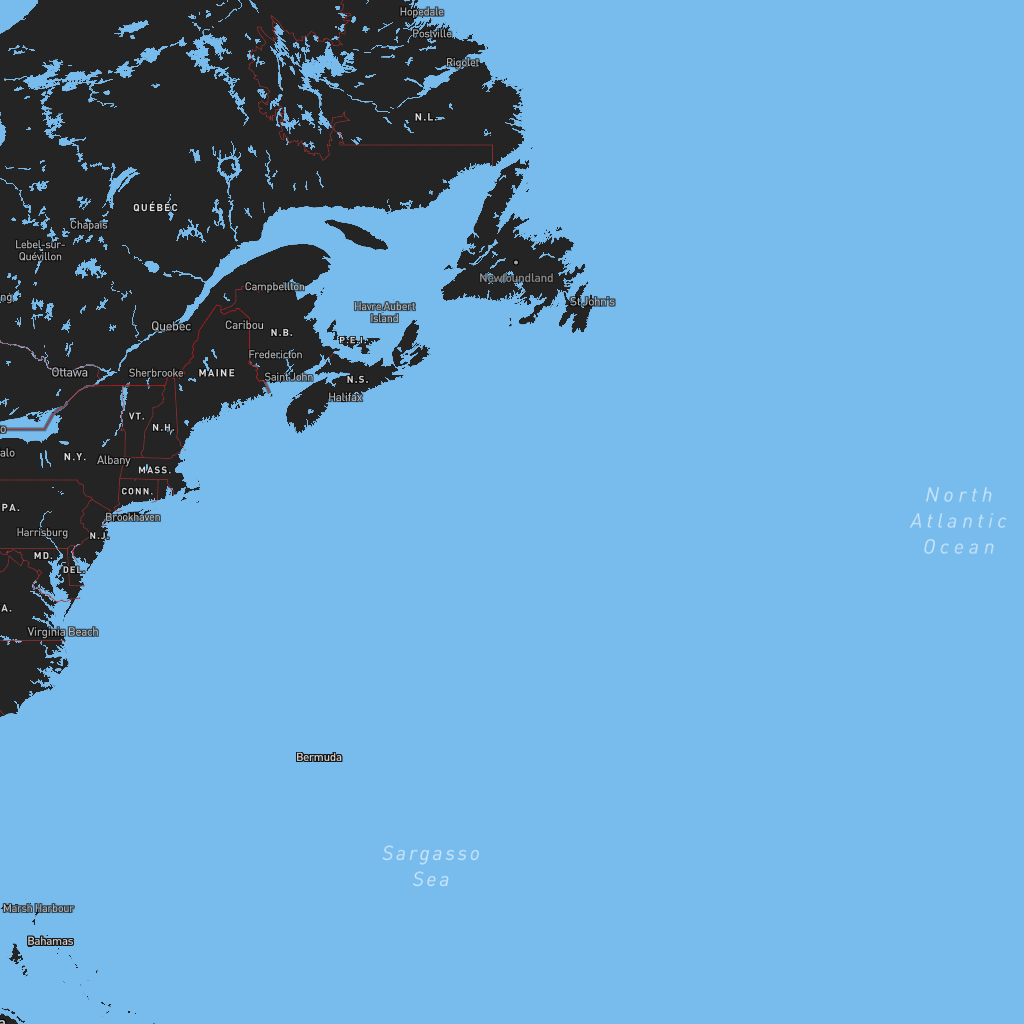 Hopedale
Postville
Rigolet
N.L.
QUÉBEC
Chapais
Lebel-sur-
Quévillon
Newfoundland
ng
Campbellton
St John's
Havre Aubert
Island
Quebec
Caribou
N.B.
P.E.I.
Fredericton
Ottawa
Sherbrooke
MAINE
Saint John
N.S.
Halifax
VT.
N.H.
o
alo
N.Y.
Albany
MASS.
CONN.
North
Atlantic
Ocean
PA.
Brookhaven
Harrisburg
N.J.
MD.
DEL.
A.
Virginia Beach
Bermuda
Sargasso
Sea
Marsh Harbour
Bahamas